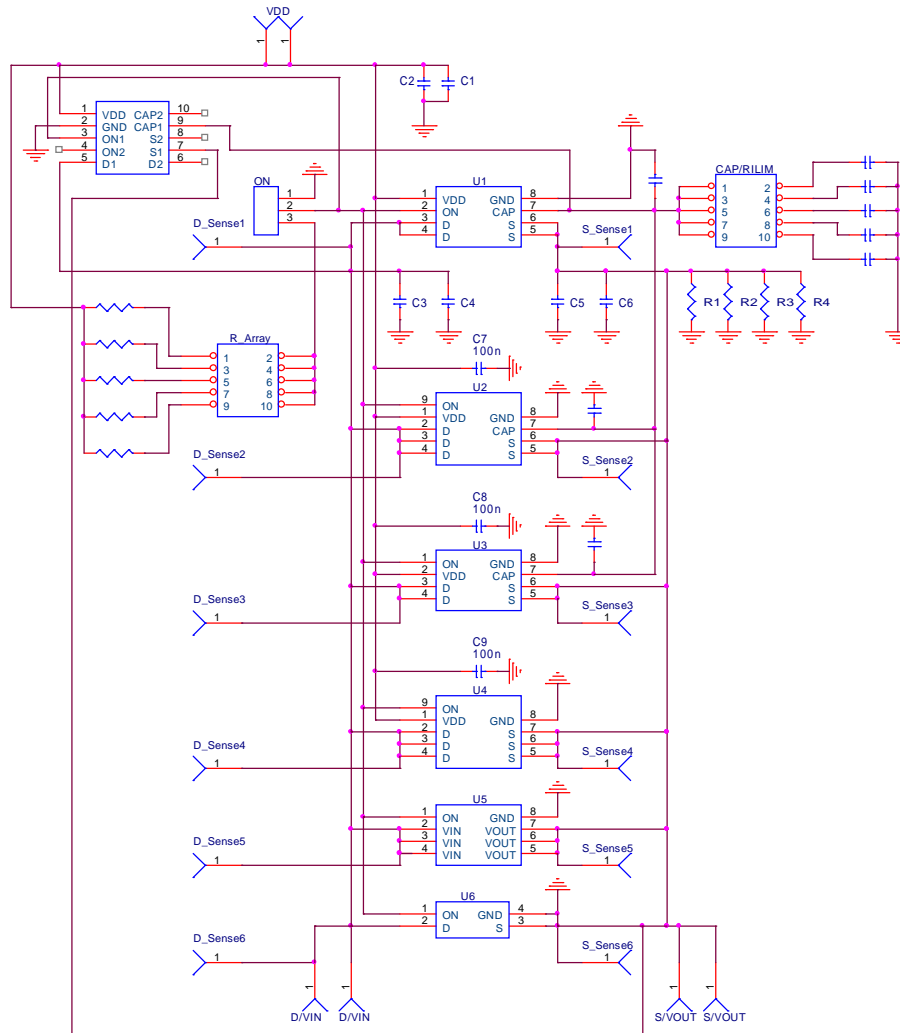 VDD
1 1
C2 C1
1 VDD CAP2 10
2 GND CAP1 9
3 ON1 S2 8
4 ON2 S1 7
5 D1 D2 6
ON
1
2
3
U1
1 VDD GND 8
2 ON CAP 7
3 D S 6
4 D S 5
CAP/RILIM
1 2
3 4
5 6
7 8
9 10
D_Sense1
1
S_Sense1
1
C3 C4 C5 C6 R1 R2 R3 R4
R_Array
1 2
3 4
5 6
7 8
9 10
C7
100n
U2
9 ON
1 VDD GND 8
2 D CAP 7
3 D S 6
4 D S 5
D_Sense2
1
S_Sense2
1
C8
100n
U3
1 ON GND 8
2 VDD CAP 7
3 D S 6
4 D S 5
D_Sense3
1
S_Sense3
1
C9
100n
U4
9 ON
1 VDD GND 8
2 D S 7
3 D S 6
4 D S 5
D_Sense4
1
S_Sense4
1
U5
1 ON GND 8
2 VIN VOUT 7
3 VIN VOUT 6
4 VIN VOUT 5
D_Sense5
1
S_Sense5
1
U6
1 ON GND 4
2 D S 3
D_Sense6
1
S_Sense6
1
1 1 1 1
D/VIN D/VIN S/VOUT S/VOUT